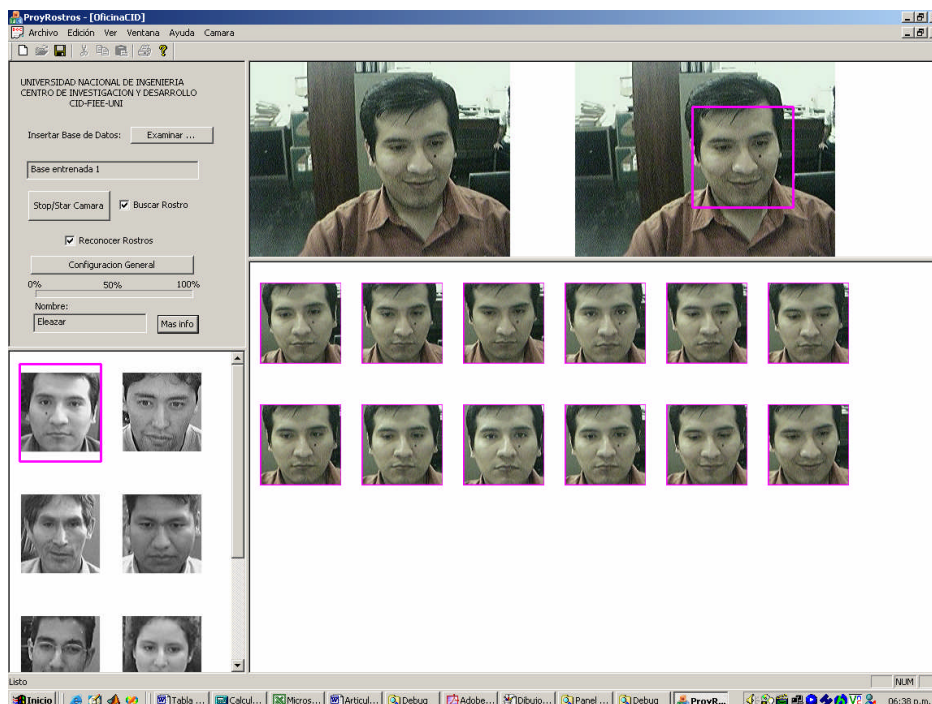 ProyRostros - [OficinaCID]
Archivo Edición Ver Ventana Ayuda Camara
UNIVERSIDAD NACIONAL DE INGENIERIA
CENTRO DE INVESTIGACION Y DESARROLLO
CID-FIEE-UNI
Insertar Base de Datos: Examinar ...
Base entrenada 1
Stop/Star Camara Buscar Rostro
Reconocer Rostros
Configuracion General
0% 50% 100%
Nombre:
Eleazar Mas info
Listo NUM
Inicio Tabla ... Calcul... Micros... Articul... Debug Adobe... Dibujo... Panel ... Debug ProyR... 06:38 p.m.